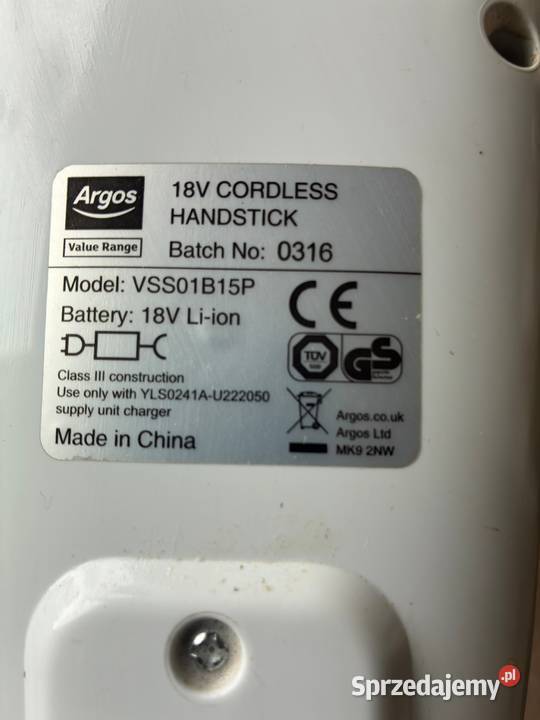 Argos
Value Range
18V CORDLESS
HANDSTICK
Batch No: 0316
Model: VSS01B15P
Battery: 18V Li-ion
CE
TÜV
GS
Class III construction
Use only with YLS0241A-U222050
supply unit charger
Made in China
Argos.co.uk
Argos Ltd
MK9 2NW
Sprzedajemy.pl